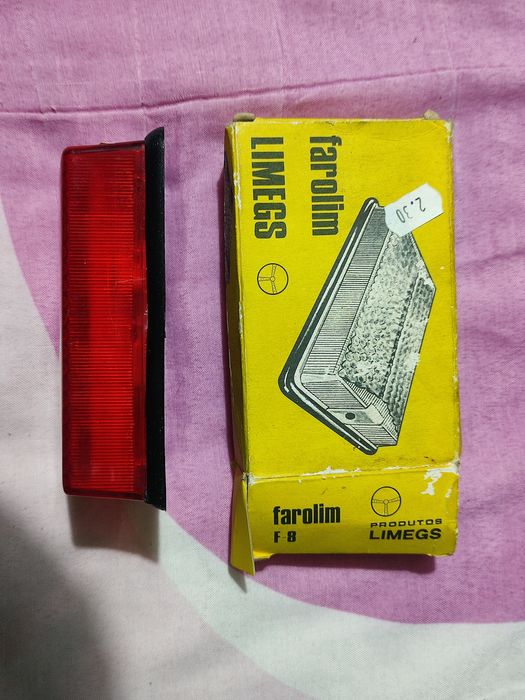 farolim
LIMEGS
2.30
farolim
F-8
PRODUTOS
LIMEGS